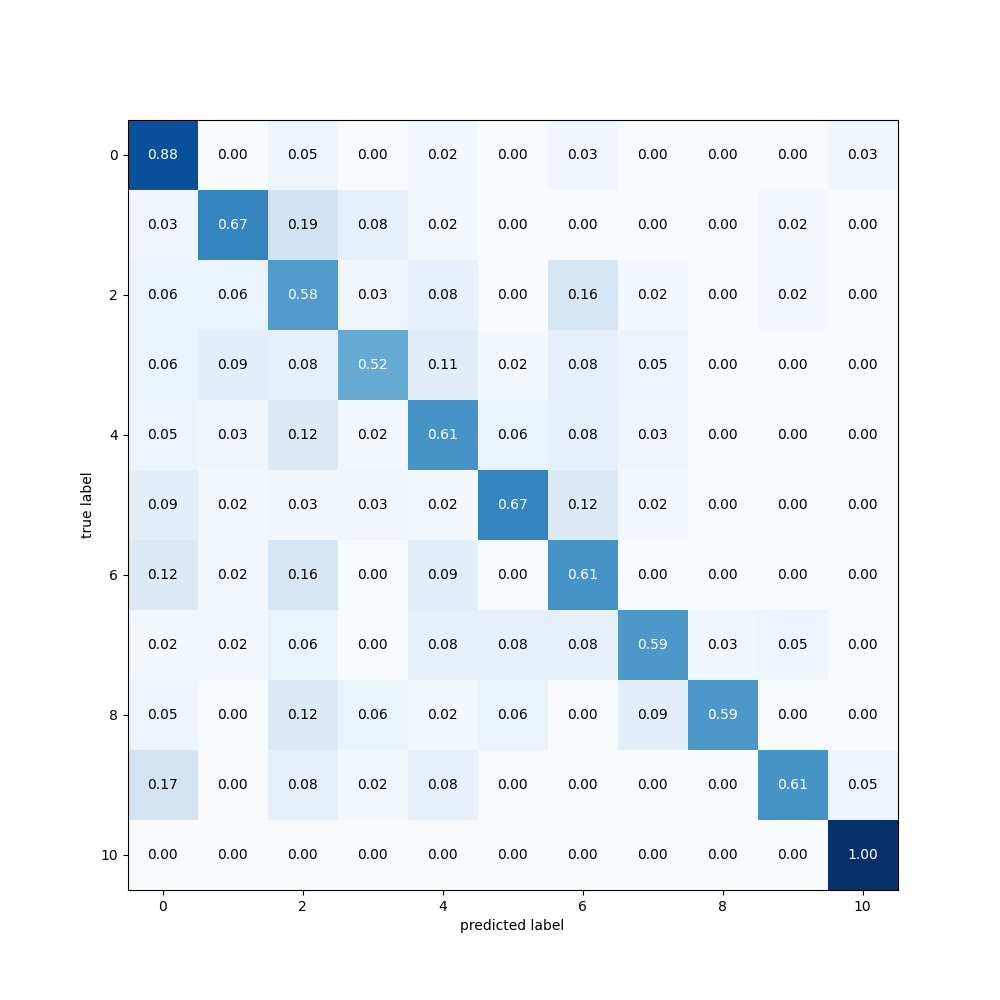 0 0.88 0.00 0.05 0.00 0.02 0.00 0.03 0.00 0.00 0.00 0.03
0.03 0.67 0.19 0.08 0.02 0.00 0.00 0.00 0.00 0.02 0.00
2 0.06 0.06 0.58 0.03 0.08 0.00 0.16 0.02 0.00 0.02 0.00
0.06 0.09 0.08 0.52 0.11 0.02 0.08 0.05 0.00 0.00 0.00
4 0.05 0.03 0.12 0.02 0.61 0.06 0.08 0.03 0.00 0.00 0.00
true label
0.09 0.02 0.03 0.03 0.02 0.67 0.12 0.02 0.00 0.00 0.00
6 0.12 0.02 0.16 0.00 0.09 0.00 0.61 0.00 0.00 0.00 0.00
0.02 0.02 0.06 0.00 0.08 0.08 0.08 0.59 0.03 0.05 0.00
8 0.05 0.00 0.12 0.06 0.02 0.06 0.00 0.09 0.59 0.00 0.00
0.17 0.00 0.08 0.02 0.08 0.00 0.00 0.00 0.00 0.61 0.05
10 0.00 0.00 0.00 0.00 0.00 0.00 0.00 0.00 0.00 0.00 1.00
0 2 4 6 8 10
predicted label